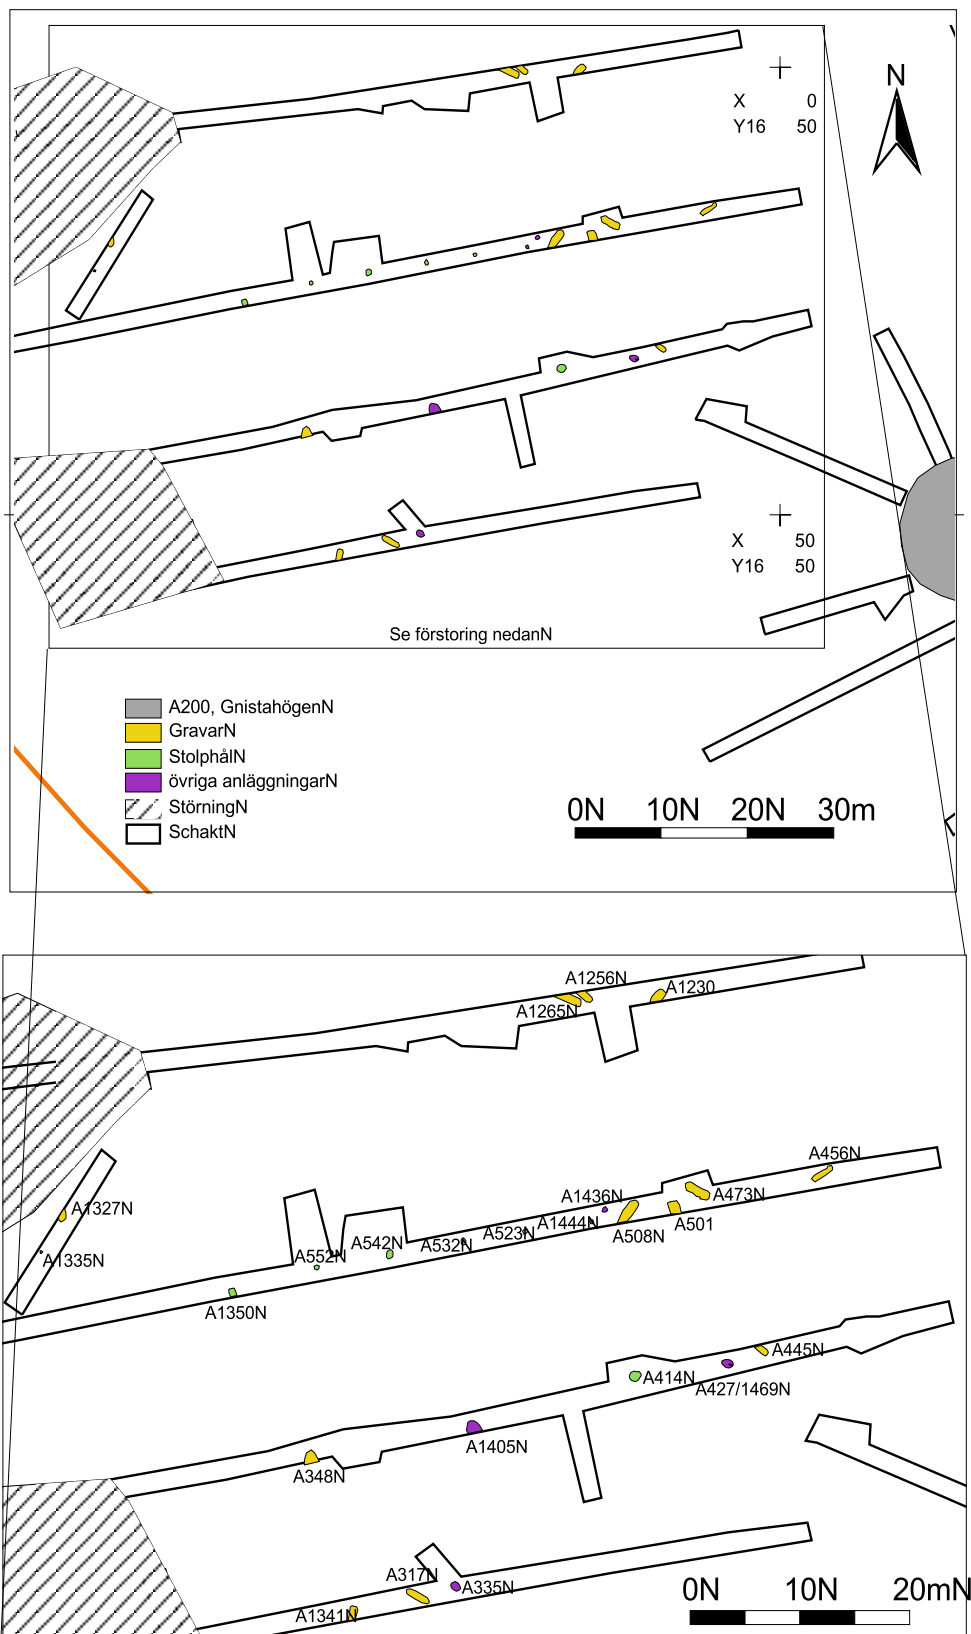 N
X 0
Y16 50
X 50
Y16 50
Se förstoring nedanN
A200, GnistahögenN
GravarN
StolphålN
övriga anläggningarN
StörningN
SchaktN
0N 10N 20N 30m
A1256N
A1265N
A1230
A456N
A1327N
A1335N
A1436N
A473N
A1444N
A501
A508N
A523N
A532N
A542N
A552N
A1350N
A445N
A414N
A427/1469N
A1405N
A348N
A317N
A335N
A1341N
0N 10N 20mN